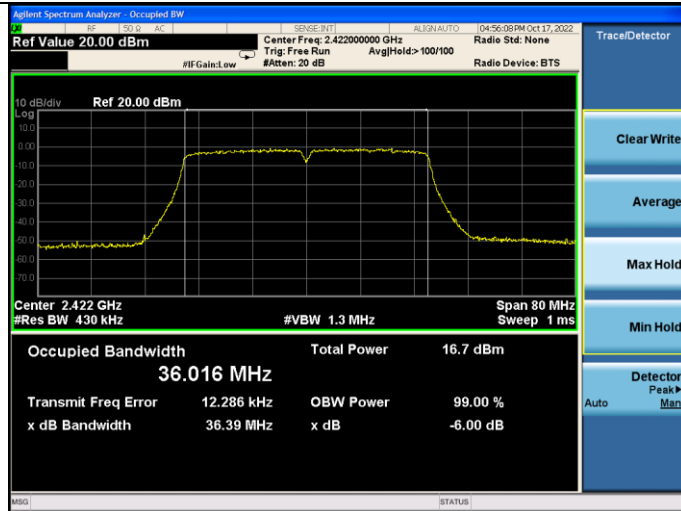 Agilent Spectrum Analyzer - Occupied BW
RF 50 Ω AC SENSE:INT ALIGN AUTO 04:56:08 PM Oct 17, 2022
Ref Value 20.00 dBm Center Freq: 2.422000000 GHz Radio Std: None
Trig: Free Run Avg|Hold:> 100/100
#IFGain:Low #Atten: 20 dB Radio Device: BTS
Trace/Detector
10 dB/div Ref 20.00 dBm
Log
10.0
0.00
-10.0
-20.0
-30.0
-40.0
-50.0
-60.0
-70.0
Center 2.422 GHz Span 80 MHz
#Res BW 430 kHz #VBW 1.3 MHz Sweep 1 ms
Clear Write
Average
Max Hold
Min Hold
Detector
Peak▶
Auto Man
Occupied Bandwidth Total Power 16.7 dBm
36.016 MHz
Transmit Freq Error 12.286 kHz OBW Power 99.00 %
x dB Bandwidth 36.39 MHz x dB -6.00 dB
MSG STATUS